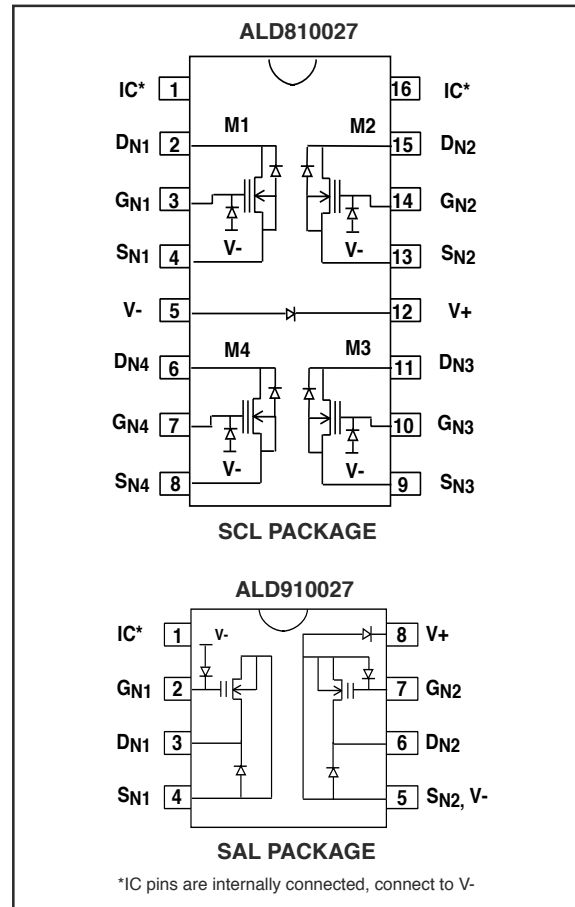 ALD810027
IC* 1 16 IC*
M1 M2
DN1 2 15 DN2
GN1 3 14 GN2
V- V-
SN1 4 13 SN2
V- 5 12 V+
M4 M3
DN4 6 11 DN3
GN4 7 10 GN3
V- V-
SN4 8 9 SN3
SCL PACKAGE
ALD910027
IC* 1 V- 8 V+
GN1 2 7 GN2
DN1 3 6 DN2
SN1 4 5 SN2, V-
SAL PACKAGE
*IC pins are internally connected, connect to V-